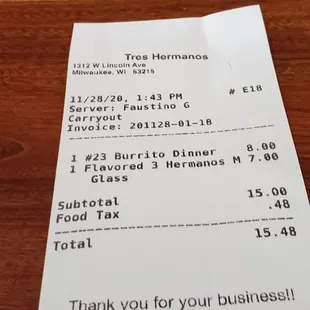 Tres Hermanos
1312 W Lincoln Ave
Milwaukee, WI 53215
11/28/20, 1:43 PM # E18
Server: Faustino G
Carryout
Invoice: 201128-01-18
1 #23 Burrito Dinner 8.00
1 Flavored 3 Hermanos M 7.00
Glass
Subtotal 15.00
Food Tax .48
Total 15.48
Thank you for your business!!